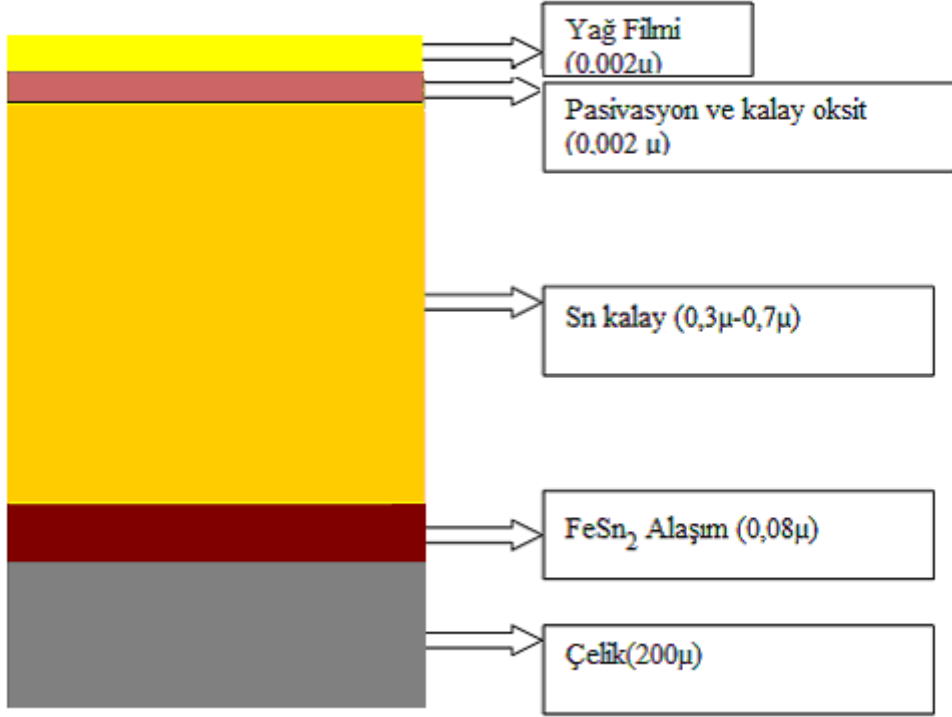 Yağ Filmi
(0.002u)
Pasivasyon ve kalay oksit
(0.002 µ)
Sn kalay (0,3µ-0,7µ)
FeSn₂ Alaşım (0,08µ)
Çelik(200µ)